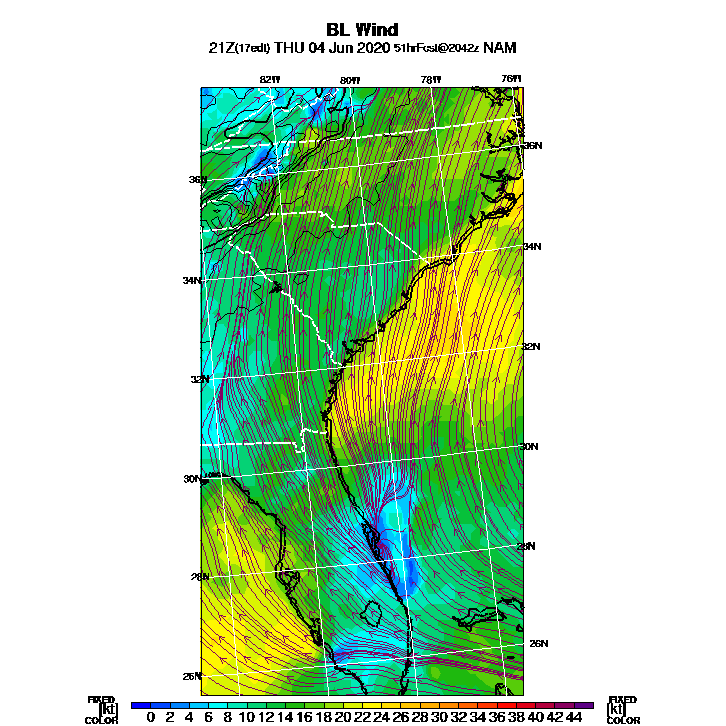 BL Wind
21Z(17edt) THU 04 Jun 2020 51hrFcst@2042z NAM
82W 80W 78W 76W
36N
36N
34N
34N
32N
32N
30N
30N
28N
28N
26N
26N
FIXED FIXED
[kt] [kt]
0 2 4 6 8 10 12 14 16 18 20 22 24 26 28 30 32 34 36 38 40 42 44
COLOR COLOR